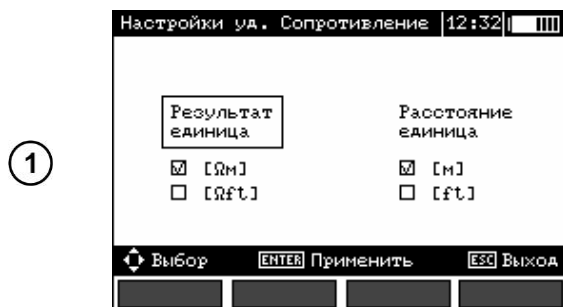 Настройки уд. Сопротивление 12:32
Результат Расстояние
единица единица
☑ [Ωм] ☑ [м]
☐ [Ωft] ☐ [ft]
1
Выбор ENTER Применить ESC Выход